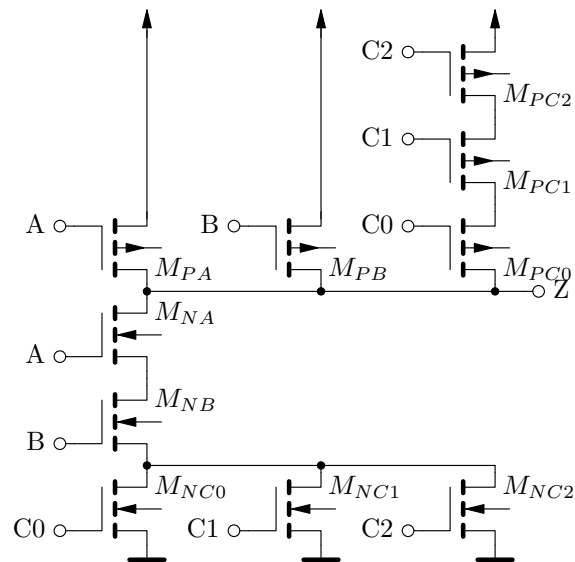 C2
M_{PC2}
C1
M_{PC1}
A
B
C0
M_{PA}
M_{PB}
M_{PC0}
Z
M_{NA}
A
M_{NB}
B
M_{NC0}
M_{NC1}
M_{NC2}
C0
C1
C2